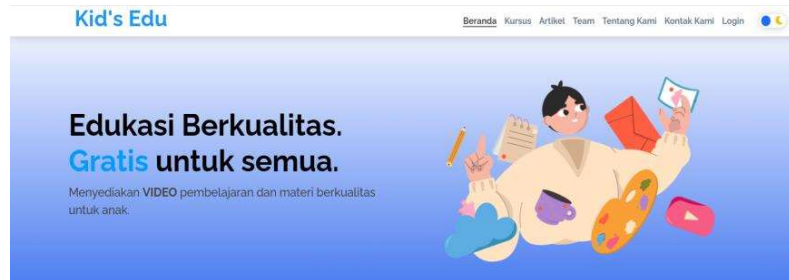 Kid's Edu
Beranda Kursus Artikel Team Tentang Kami Kontak Kami Login
Edukasi Berkualitas.
Gratis untuk semua.
Menyediakan VIDEO pembelajaran dan materi berkualitas
untuk anak.